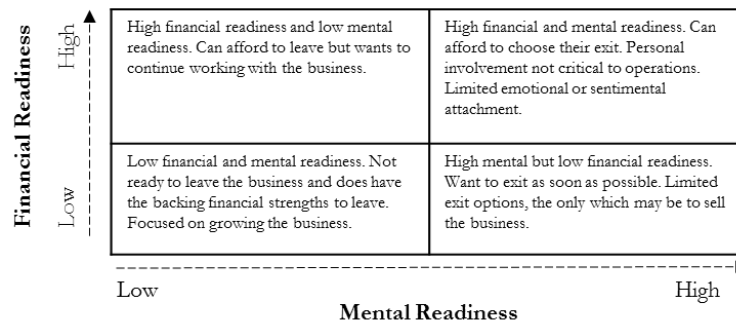 Financial Readiness
High
Low
High financial readiness and low mental
readiness. Can afford to leave but wants to
continue working with the business.
High financial and mental readiness. Can
afford to choose their exit. Personal
involvement not critical to operations.
Limited emotional or sentimental
attachment.
Low financial and mental readiness. Not
ready to leave the business and does have
the backing financial strengths to leave.
Focused on growing the business.
High mental but low financial readiness.
Want to exit as soon as possible. Limited
exit options, the only which may be to sell
the business.
Low
High
Mental Readiness